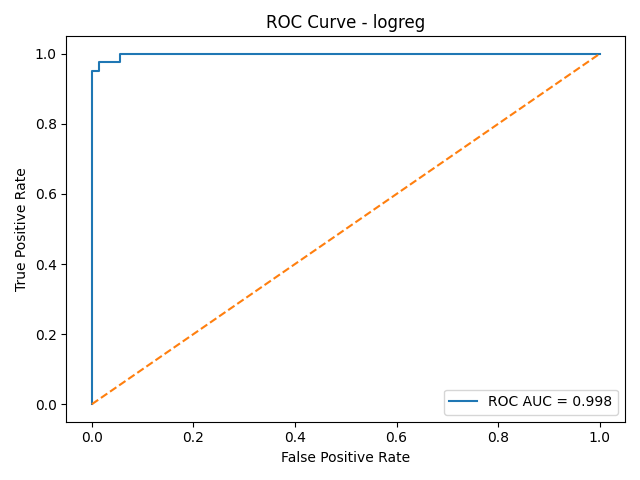 ROC Curve - logreg
True Positive Rate
1.0
0.8
0.6
0.4
0.2
0.0
ROC AUC = 0.998
0.0 0.2 0.4 0.6 0.8 1.0
False Positive Rate